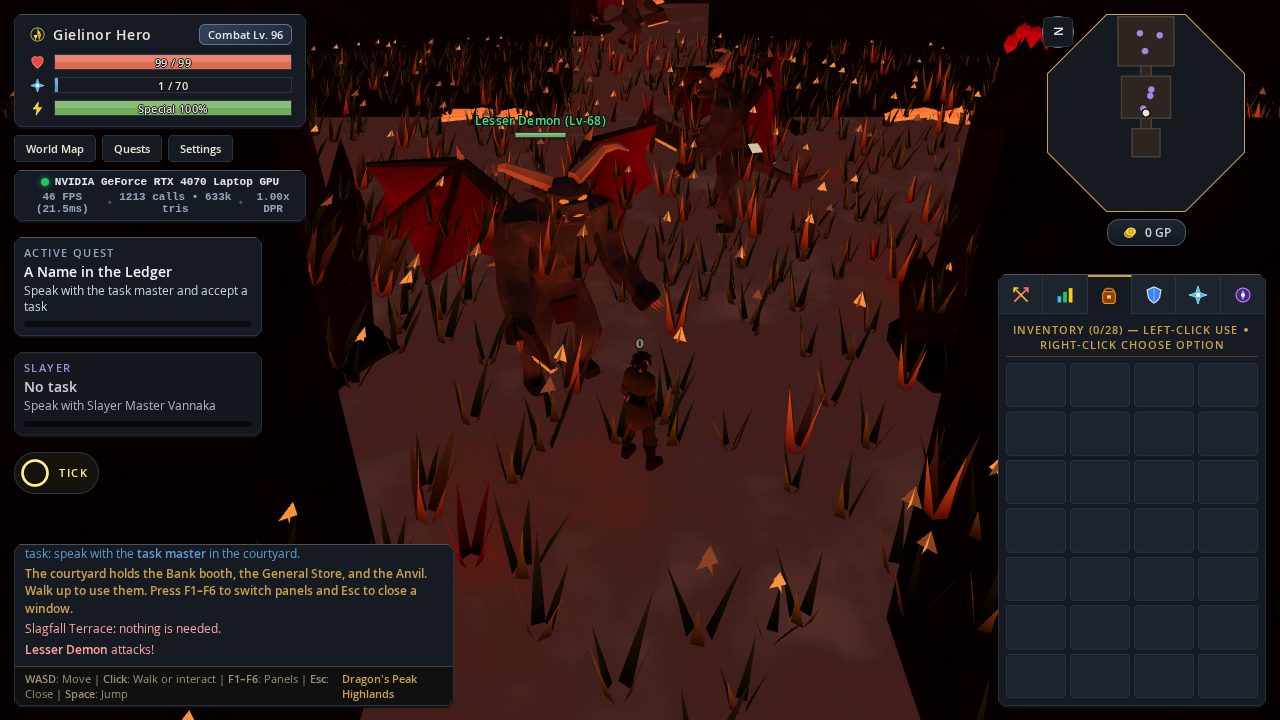 Gielinor Hero
Combat Lv. 96
99 / 99
1 / 70
Special 100%
World Map
Quests
Settings
NVIDIA GeForce RTX 4070 Laptop GPU
46 FPS • 1213 calls • 633k • 1.00x
(21.5ms) tris DPR
ACTIVE QUEST
A Name in the Ledger
Speak with the task master and accept a
task
SLAYER
No task
Speak with Slayer Master Vannaka
TICK
task: speak with the task master in the courtyard.
The courtyard holds the Bank booth, the General Store, and the Anvil.
Walk up to use them. Press F1–F6 to switch panels and Esc to close a
window.
Slagfall Terrace: nothing is needed.
Lesser Demon attacks!
WASD: Move | Click: Walk or interact | F1–F6: Panels | Esc:
Close | Space: Jump
Dragon's Peak
Highlands
Lesser Demon (Lv-68)
0
N
0 GP
INVENTORY (0/28) — LEFT-CLICK USE •
RIGHT-CLICK CHOOSE OPTION